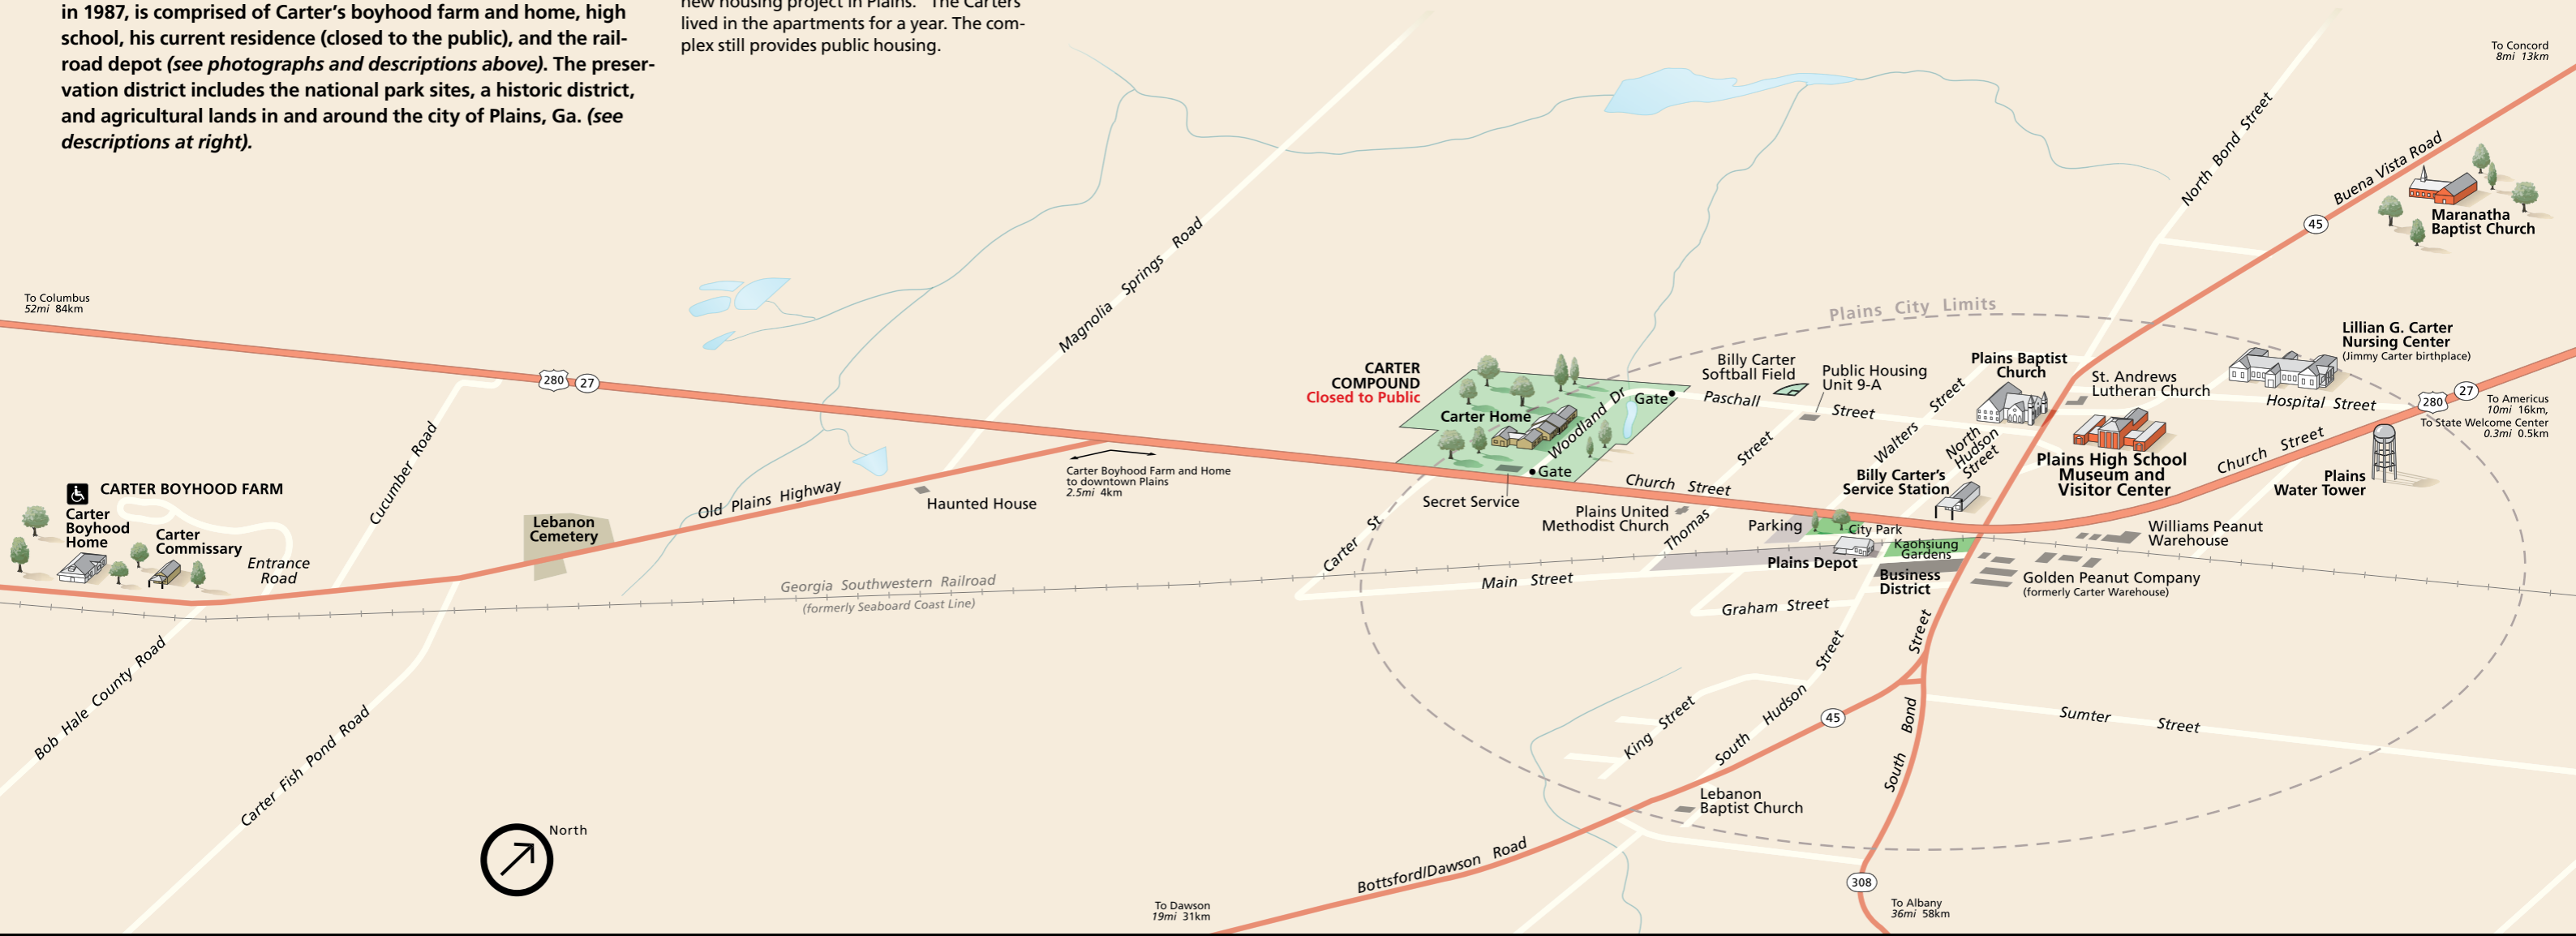 in 1987, is comprised of Carter’s boyhood farm and home, high
school, his current residence (closed to the public), and the rail-
road depot (see photographs and descriptions above). The preser-
vation district includes the national park sites, a historic district,
and agricultural lands in and around the city of Plains, Ga. (see
descriptions at right).
new housing project in Plains.” The Carters
lived in the apartments for a year. The com-
plex still provides public housing.
To Concord
8mi 13km
North Bond Street
Buena Vista Road
45
Maranatha
Baptist Church
To Columbus
52mi 84km
280
27
Magnolia Springs Road
Plains City Limits
Lillian G. Carter
Nursing Center
(Jimmy Carter birthplace)
CARTER
COMPOUND
Closed to Public
Carter Home
Woodland Dr
Gate
Gate
Secret Service
Billy Carter
Softball Field
Public Housing
Unit 9-A
Paschall
Street
Plains Baptist
Church
St. Andrews
Lutheran Church
Hospital Street
280
27
To Americus
10mi 16km,
To State Welcome Center
0.3mi 0.5km
Walters Street
North
Hudson
Street
Plains High School
Museum and
Visitor Center
Church Street
Plains
Water Tower
Billy Carter’s
Service Station
Church Street
Plains United
Methodist Church
Thomas Street
Parking
City Park
Kaohsiung
Gardens
Plains Depot
Business
District
Williams Peanut
Warehouse
Golden Peanut Company
(formerly Carter Warehouse)
Carter Boyhood Farm and Home
to downtown Plains
2.5mi 4km
Cucumber Road
Old Plains Highway
Haunted House
Lebanon
Cemetery
CARTER BOYHOOD FARM
Carter
Boyhood
Home
Carter
Commissary
Entrance
Road
Georgia Southwestern Railroad
(formerly Seaboard Coast Line)
Carter St
Main Street
Graham Street
Bob Hale County Road
Carter Fish Pond Road
King Street
South Hudson Street
45
South Bond Street
Sumter Street
Lebanon
Baptist Church
Bottsford/Dawson Road
308
North
To Dawson
19mi 31km
To Albany
36mi 58km